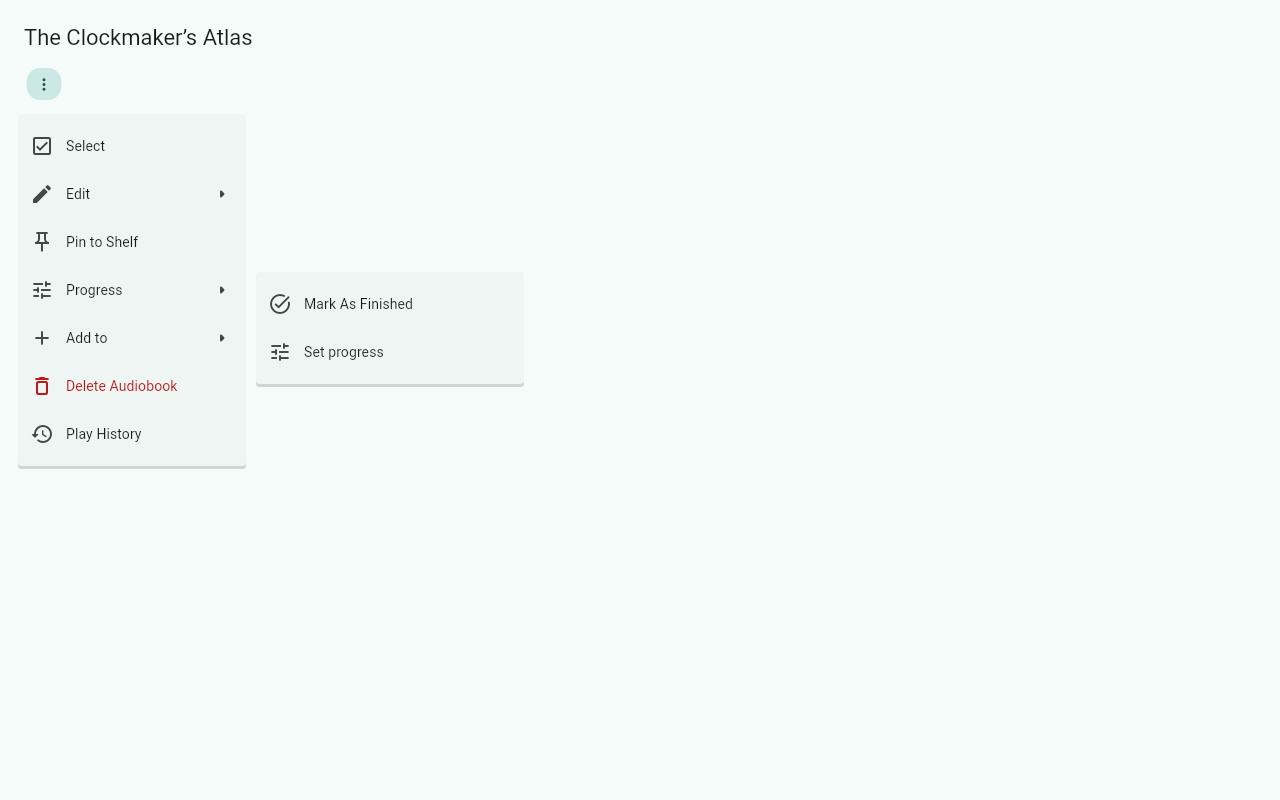 The Clockmaker’s Atlas
Select
Edit
Pin to Shelf
Progress
Add to
Delete Audiobook
Play History
Mark As Finished
Set progress